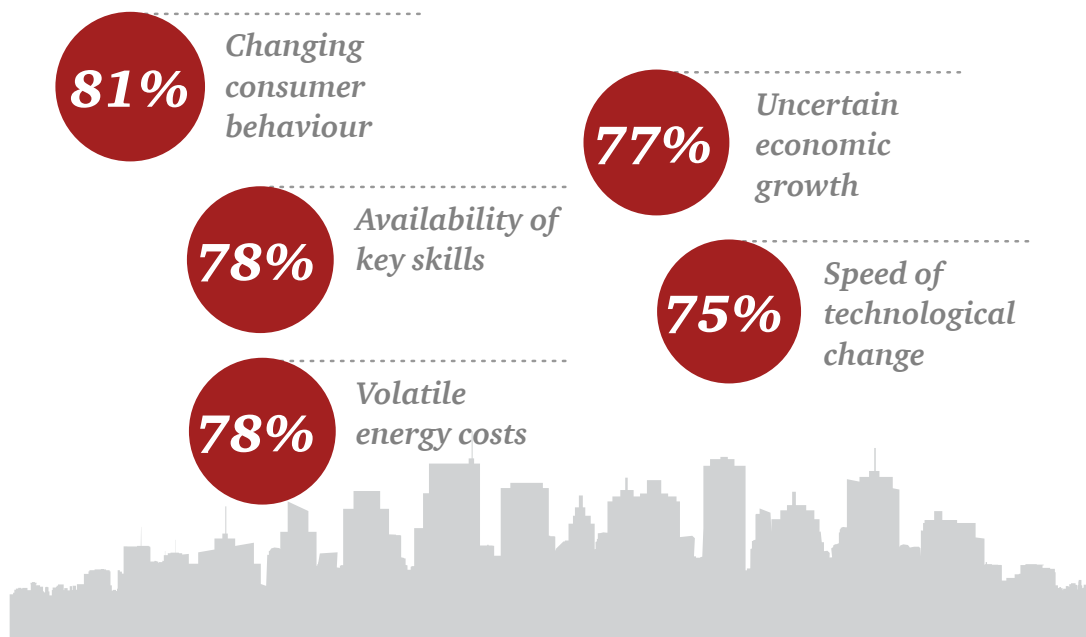 81%
Changing
consumer
behaviour
78%
Availability of
key skills
78%
Volatile
energy costs
77%
Uncertain
economic
growth
75%
Speed of
technological
change